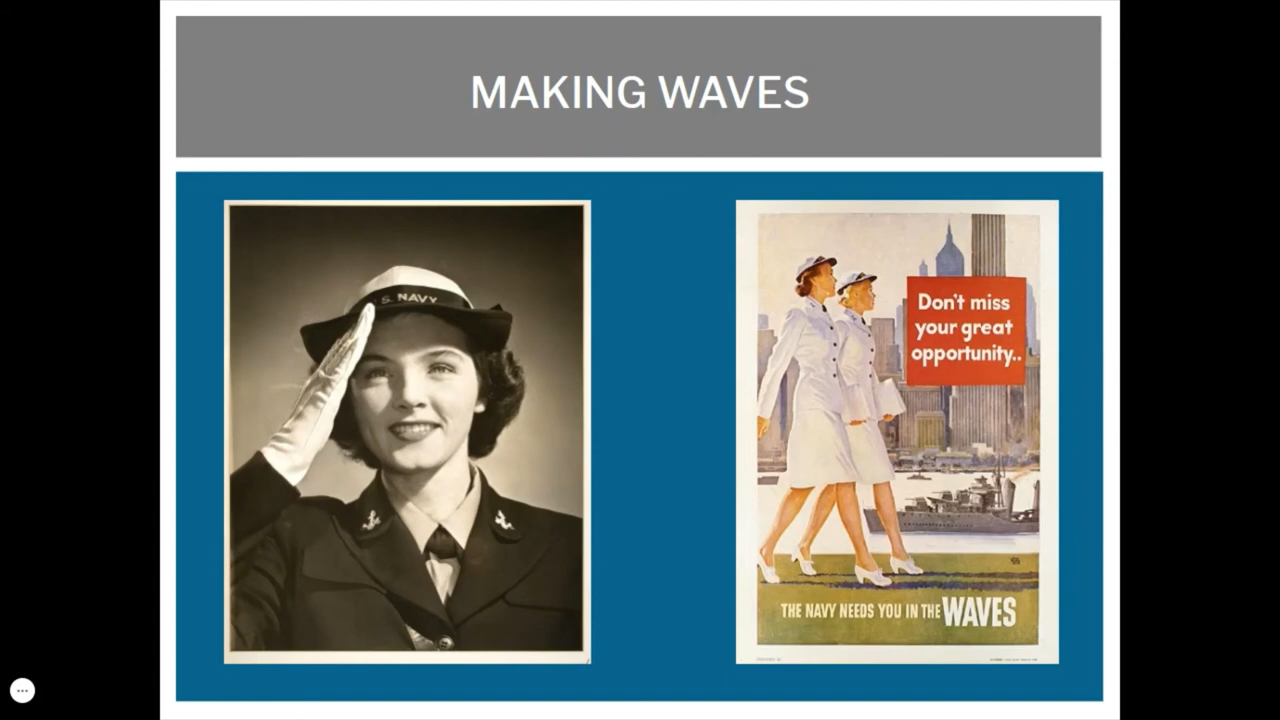 MAKING WAVES
S. NAVY
Don't miss
your great
opportunity..
THE NAVY NEEDS YOU IN THE WAVES